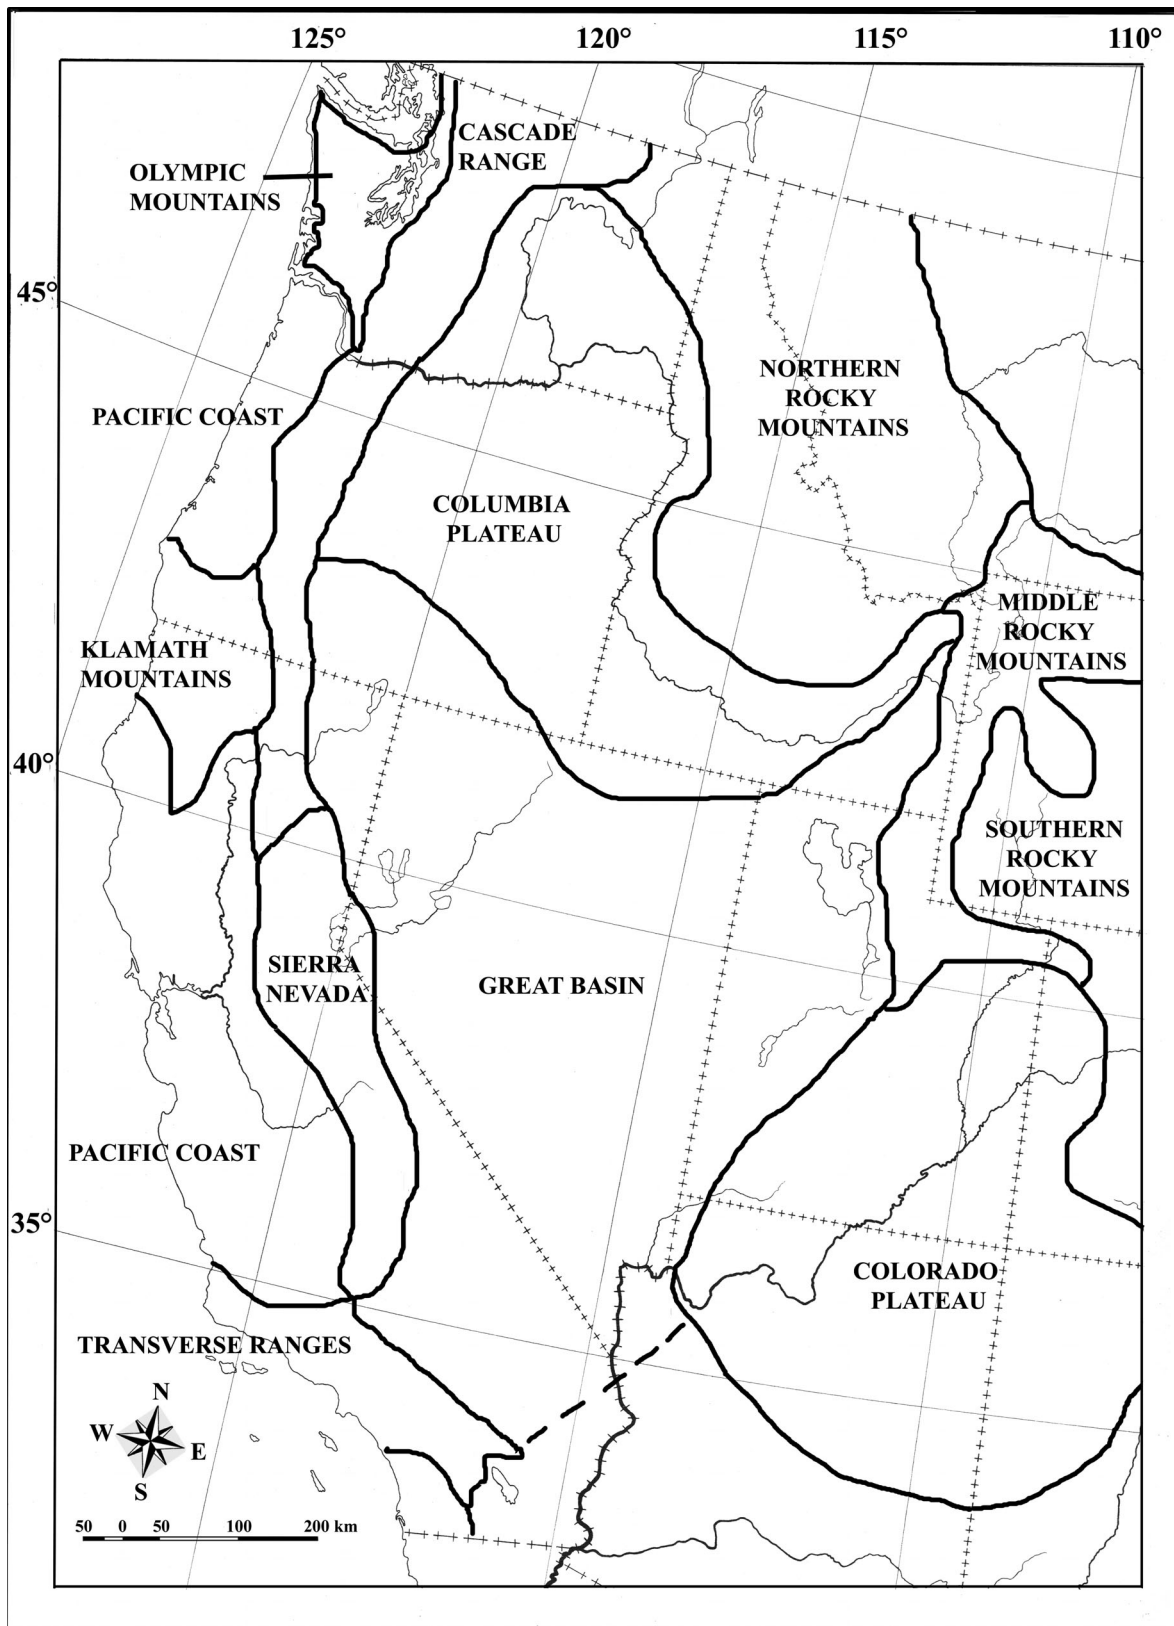 125° 120° 115° 110°
CASCADE
RANGE
OLYMPIC
MOUNTAINS
45°
NORTHERN
ROCKY
MOUNTAINS
PACIFIC COAST
COLUMBIA
PLATEAU
MIDDLE
ROCKY
MOUNTAINS
KLAMATH
MOUNTAINS
40°
SOUTHERN
ROCKY
MOUNTAINS
SIERRA
NEVADA
GREAT BASIN
PACIFIC COAST
35°
COLORADO
PLATEAU
TRANSVERSE RANGES
N
W
E
S
50 0 50 100 200 km